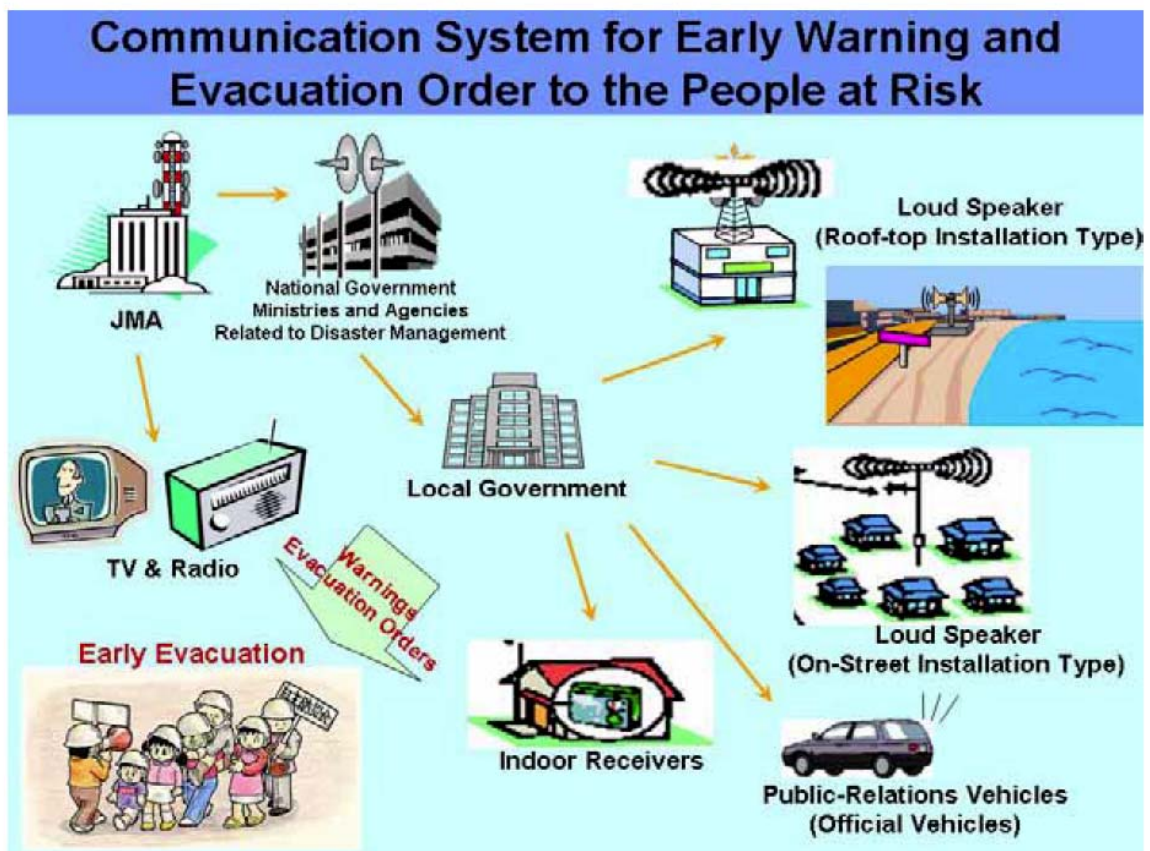 Communication System for Early Warning and
Evacuation Order to the People at Risk
JMA
National Government
Ministries and Agencies
Related to Disaster Management
Loud Speaker
(Roof-top Installation Type)
Local Government
TV & Radio
Warnings
Evacuation Orders
Loud Speaker
(On-Street Installation Type)
Early Evacuation
Indoor Receivers
Public-Relations Vehicles
(Official Vehicles)